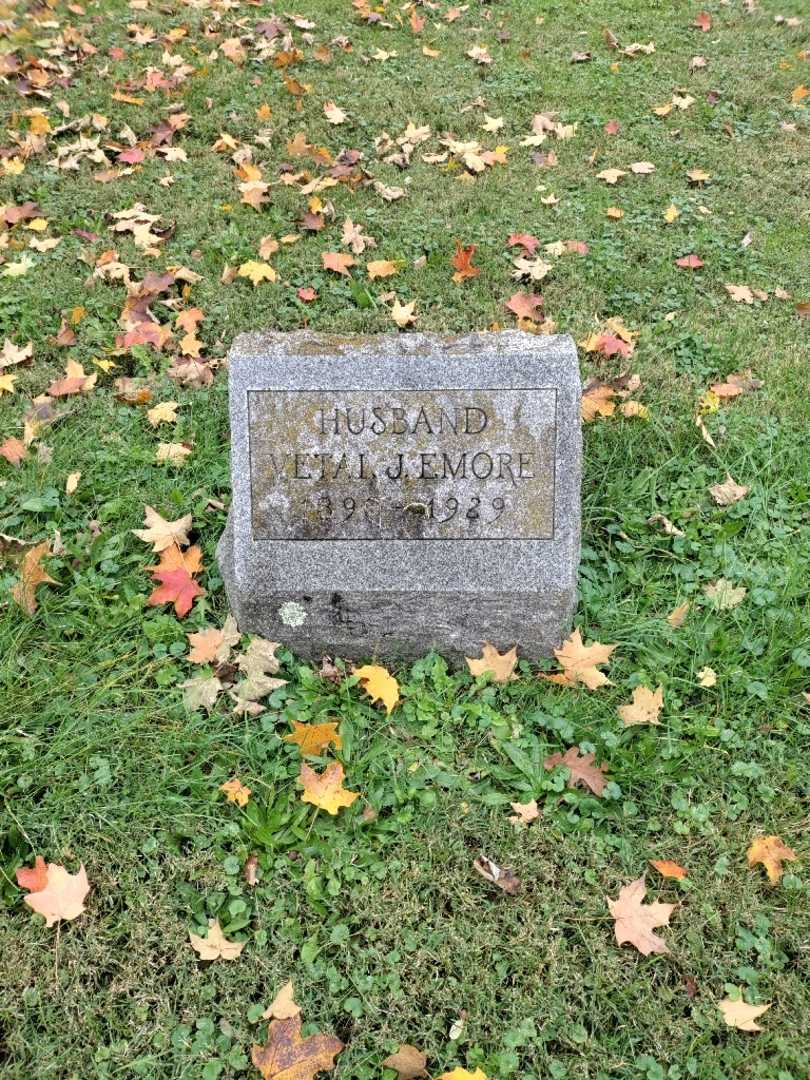 HUSBAND
VETAL J. EMORE
1929